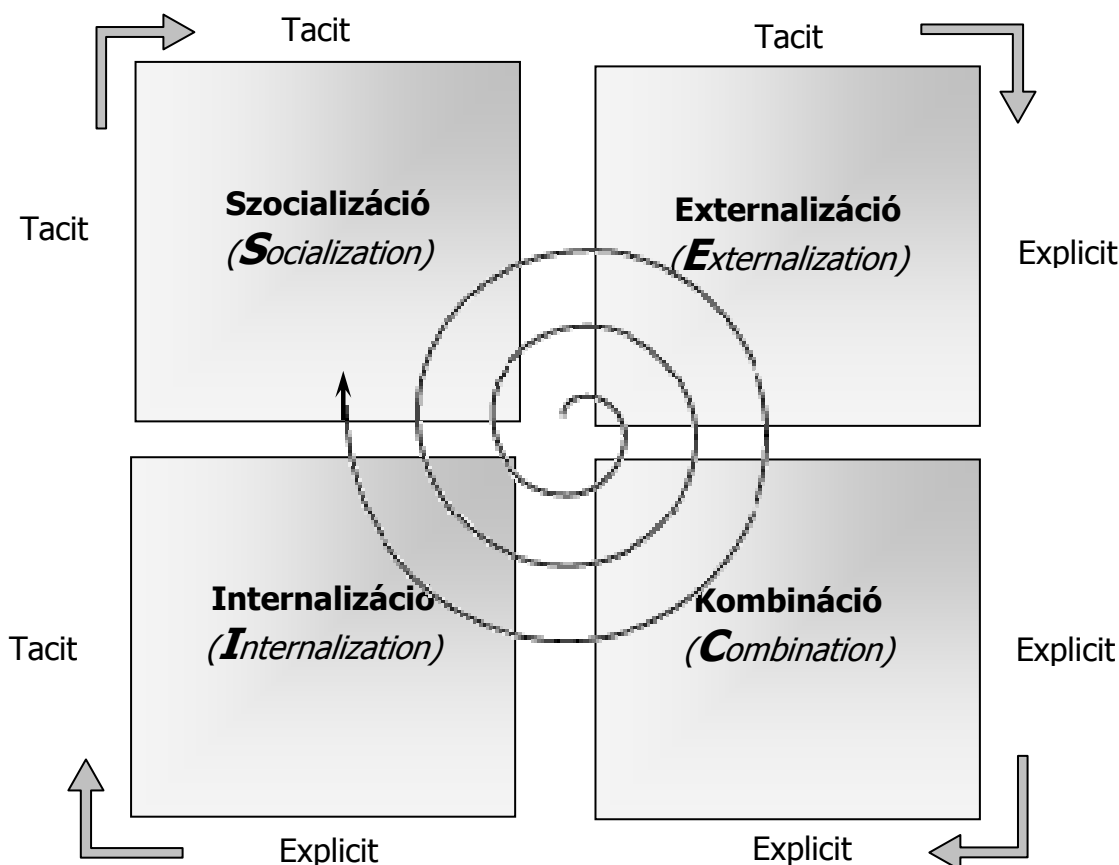 Tacit
Tacit
Szocializáció
(Socialization)
Tacit
Externalizáció
(Externalization)
Explicit
Tacit
Internalizáció
(Internalization)
Explicit
Kombináció
(Combination)
Explicit
Explicit